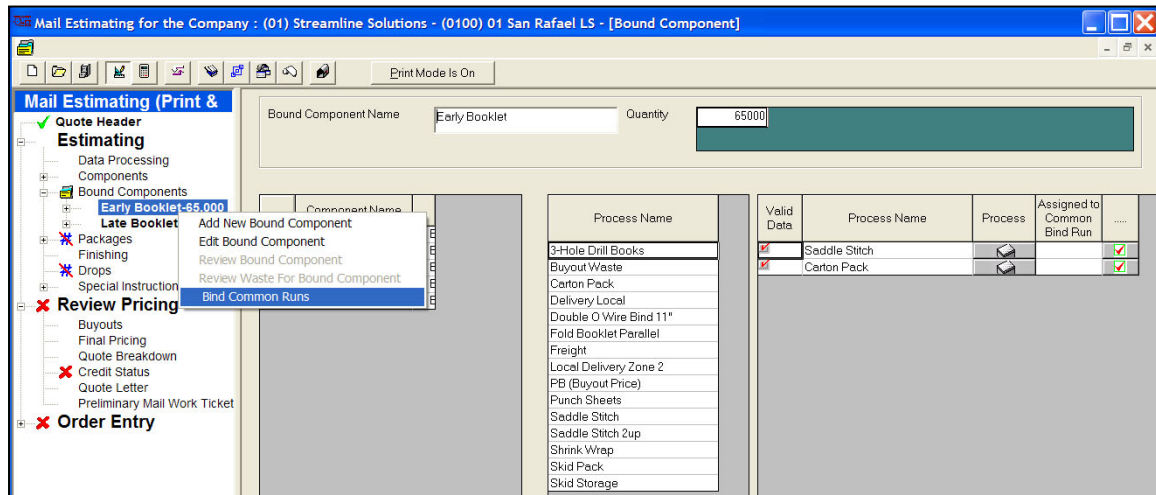 Mail Estimating for the Company : (01) Streamline Solutions - (0100) 01 San Rafael LS - [Bound Component]
Print Mode Is On
Mail Estimating (Print &
Quote Header
Estimating
Data Processing
Components
Bound Components
Early Booklet-65,000
Late Booklet
Packages
Finishing
Drops
Special Instruction
Review Pricing
Buyouts
Final Pricing
Quote Breakdown
Credit Status
Quote Letter
Preliminary Mail Work Ticket
Order Entry
Add New Bound Component
Edit Bound Component
Review Bound Component
Review Waste For Bound Component
Bind Common Runs
Bound Component Name
Early Booklet
Quantity
65000
Component Name
Process Name
3-Hole Drill Books
Buyout Waste
Carton Pack
Delivery Local
Double O Wire Bind 11"
Fold Booklet Parallel
Freight
Local Delivery Zone 2
PB (Buyout Price)
Punch Sheets
Saddle Stitch
Saddle Stitch 2up
Shrink Wrap
Skid Pack
Skid Storage
Valid Data
Process Name
Process
Assigned to Common Bind Run
.....
Saddle Stitch
Carton Pack